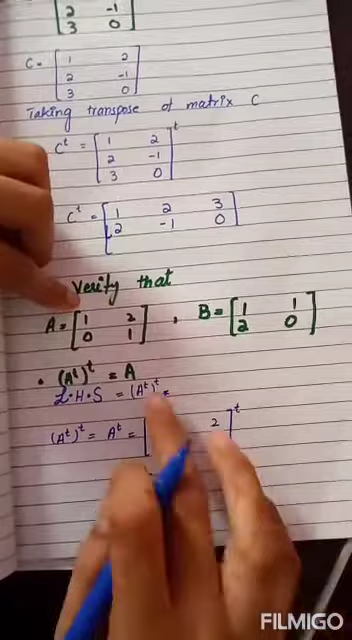 2 -1
3 0
C = [ 1 2
2 -1
3 0 ]
Taking transpose of matrix C
C^t = [ 1 2
2 -1
3 0 ]^t
C^t = [ 1 2 3
2 -1 0 ]
Verify that
A = [ 1 2
0 1 ] , B = [ 1 1
2 0 ]
• (A^t)^t = A
L.H.S = (A^t)^t =
(A^t)^t = A^t = [ 2 ]^t
FILMIGO